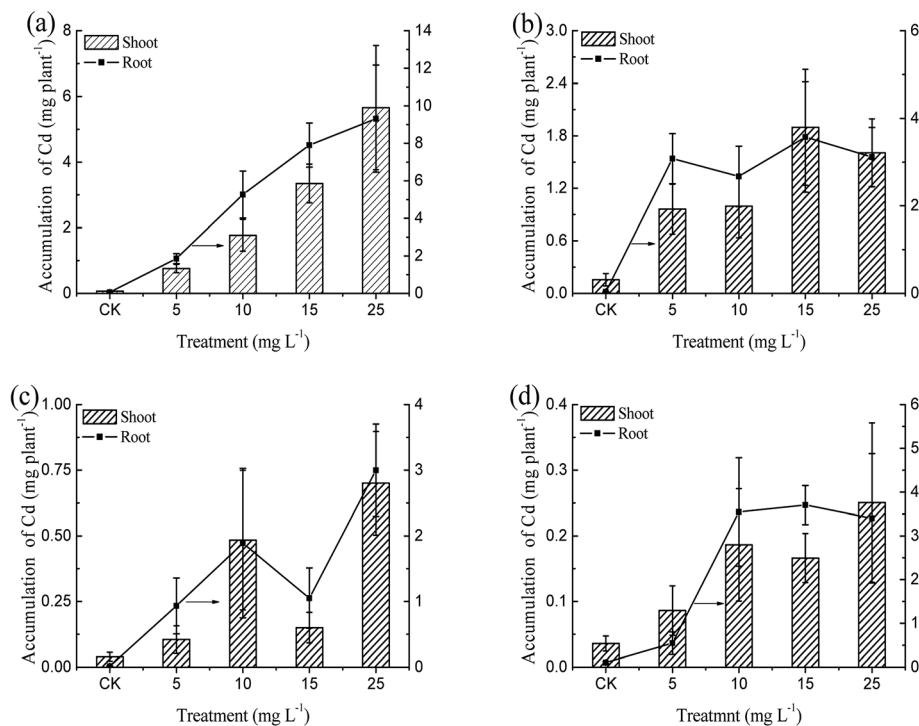 (a)
Accumulation of Cd (mg plant⁻¹)
8
6
4
2
0
Shoot
Root
14
12
10
8
6
4
2
0
CK 5 10 15 25
Treatment (mg L⁻¹)
(b)
Accumulation of Cd (mg plant⁻¹)
3.0
2.4
1.8
1.2
0.6
0.0
Shoot
Root
6
4
2
0
CK 5 10 15 25
Treatment (mg L⁻¹)
(c)
Accumulation of Cd (mg plant⁻¹)
1.00
0.75
0.50
0.25
0.00
Shoot
Root
4
3
2
1
0
CK 5 10 15 25
Treatment (mg L⁻¹)
(d)
Accumulation of Cd (mg plant⁻¹)
0.4
0.3
0.2
0.1
0.0
Shoot
Root
6
5
4
3
2
1
0
CK 5 10 15 25
Treatmnt (mg L⁻¹)